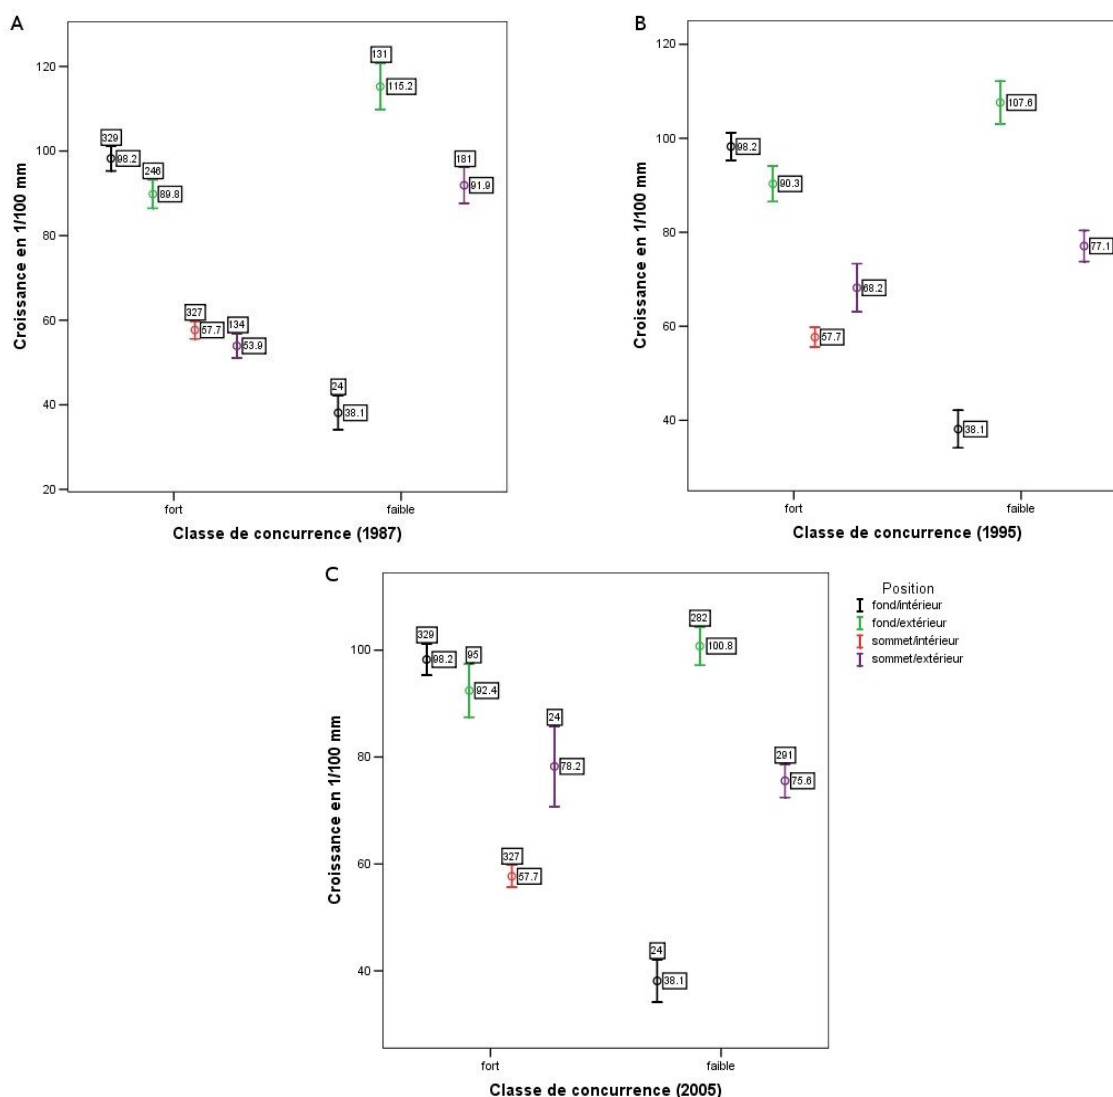 A
Croissance en 1/100 mm
120
100
80
60
40
20
329
98.2
246
89.8
327
57.7
134
53.9
131
115.2
24
38.1
181
91.9
fort
faible
Classe de concurrence (1987)
B
Croissance en 1/100 mm
120
100
80
60
40
98.2
90.3
57.7
68.2
38.1
107.6
77.1
fort
faible
Classe de concurrence (1995)
C
Croissance en 1/100 mm
100
80
60
40
329
98.2
95
92.4
327
57.7
24
78.2
24
38.1
282
100.8
291
75.6
fort
faible
Classe de concurrence (2005)
Position
fond/intérieur
fond/extérieur
sommet/intérieur
sommet/extérieur